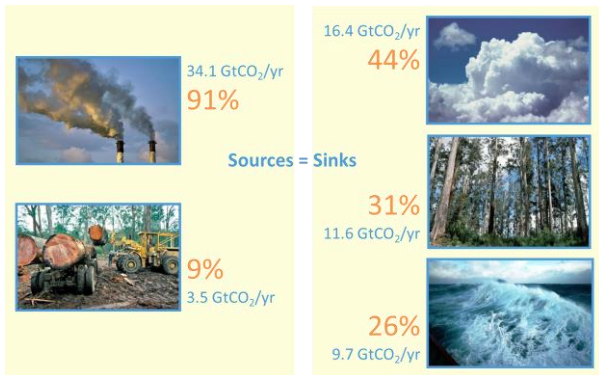 34.1 GtCO₂/yr
91%
9%
3.5 GtCO₂/yr
Sources = Sinks
16.4 GtCO₂/yr
44%
31%
11.6 GtCO₂/yr
26%
9.7 GtCO₂/yr